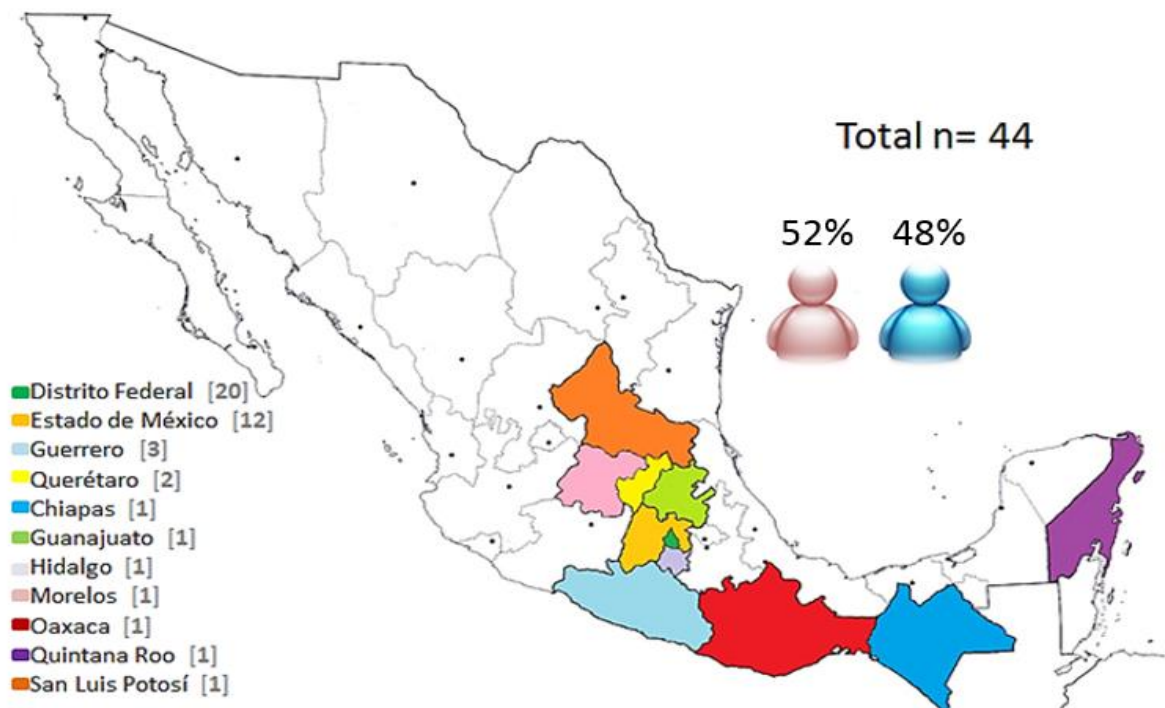 Total n= 44
52% 48%
Distrito Federal [20]
Estado de México [12]
Guerrero [3]
Querétaro [2]
Chiapas [1]
Guanajuato [1]
Hidalgo [1]
Morelos [1]
Oaxaca [1]
Quintana Roo [1]
San Luis Potosí [1]